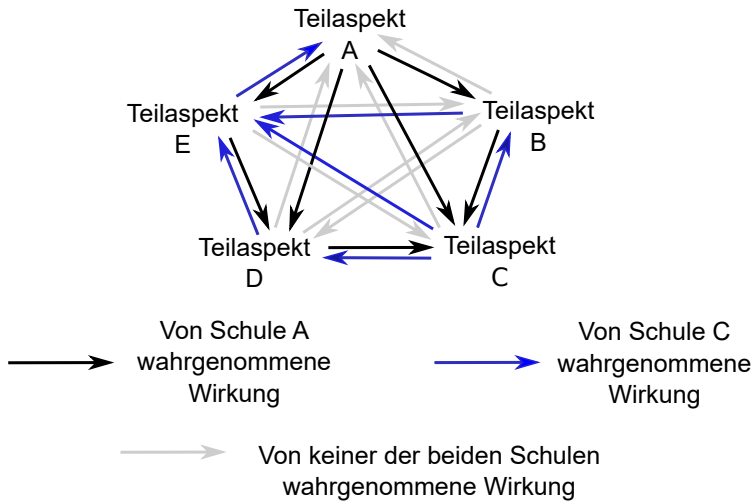 Teilaspekt
A
Teilaspekt
E
Teilaspekt
B
Teilaspekt
D
Teilaspekt
C
Von Schule A
wahrgenommene
Wirkung
Von Schule C
wahrgenommene
Wirkung
Von keiner der beiden Schulen
wahrgenommene Wirkung